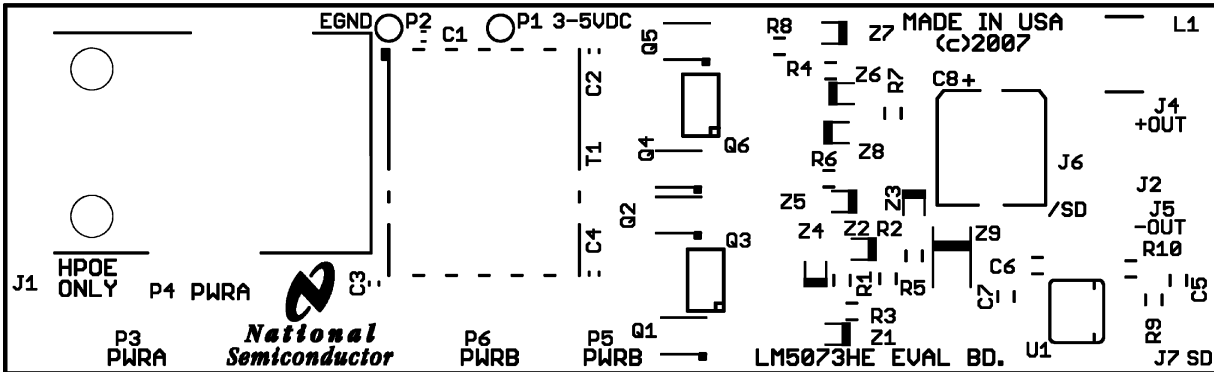 EGND P2 C1 P1 3-5VDC
Q5
R8
Z7
MADE IN USA
(c)2007
L1
C2
R4
Z6
R7
C8+
J4
+OUT
T1
Q4
Q6
R6
Z8
J6
Z5
Z3
J2
Q2
/SD
J5
-OUT
C4
Q3
Z4
Z2 R2
Z9
R10
J1
HPOE
ONLY
P4 PWRA
C3
R1
R5
C6
C7
C5
R3
R9
National
Semiconductor
P3
PWRA
P6
PWRB
P5
PWRB
Q1
Z1
LM5073HE EVAL BD.
U1
J7 SD